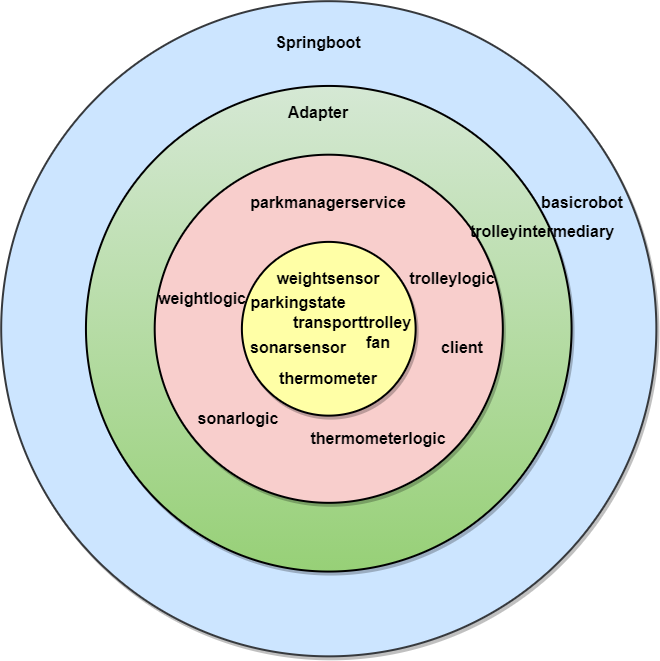 Springboot
Adapter
parkmanagerservice
basicrobot
trolleyintermediary
weightsensor
trolleylogic
weightlogic
parkingstate
transporttrolley
fan
sonarsensor
client
thermometer
sonarlogic
thermometerlogic